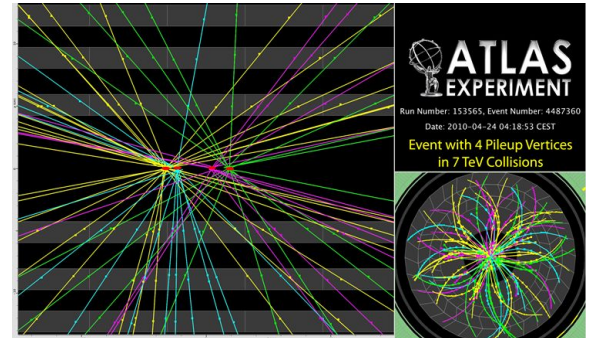 ATLAS
EXPERIMENT
Run Number: 153565, Event Number: 4487360
Date: 2010-04-24 04:18:53 CEST
Event with 4 Pileup Vertices
in 7 TeV Collisions